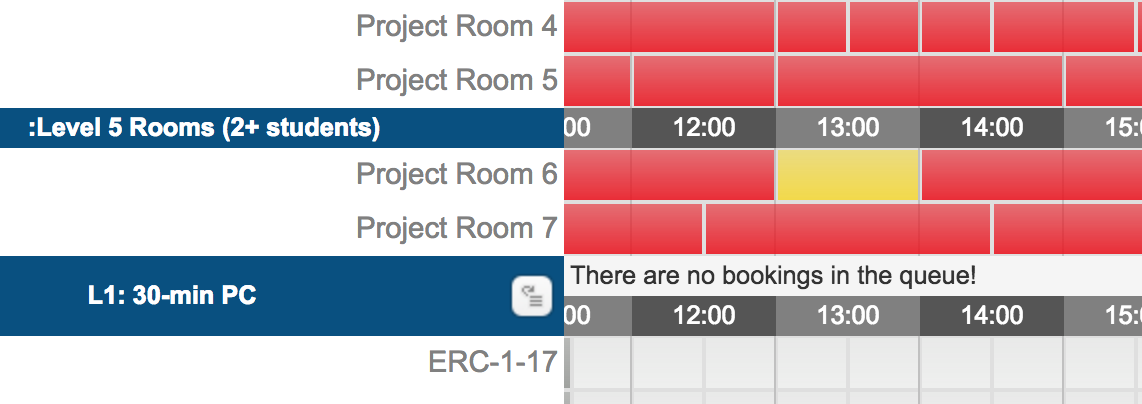 Project Room 4
Project Room 5
:Level 5 Rooms (2+ students)
:00 12:00 13:00 14:00 15:0
Project Room 6
Project Room 7
There are no bookings in the queue!
L1: 30-min PC
:00 12:00 13:00 14:00 15:0
ERC-1-17